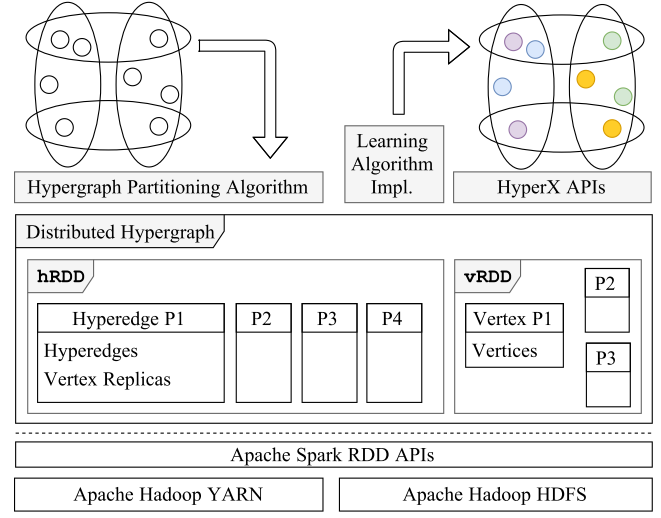 Hypergraph Partitioning Algorithm
Learning
Algorithm
Impl.
HyperX APIs
Distributed Hypergraph
hRDD
Hyperedge P1
Hyperedges
Vertex Replicas
P2
P3
P4
vRDD
Vertex P1
Vertices
P2
P3
Apache Spark RDD APIs
Apache Hadoop YARN
Apache Hadoop HDFS